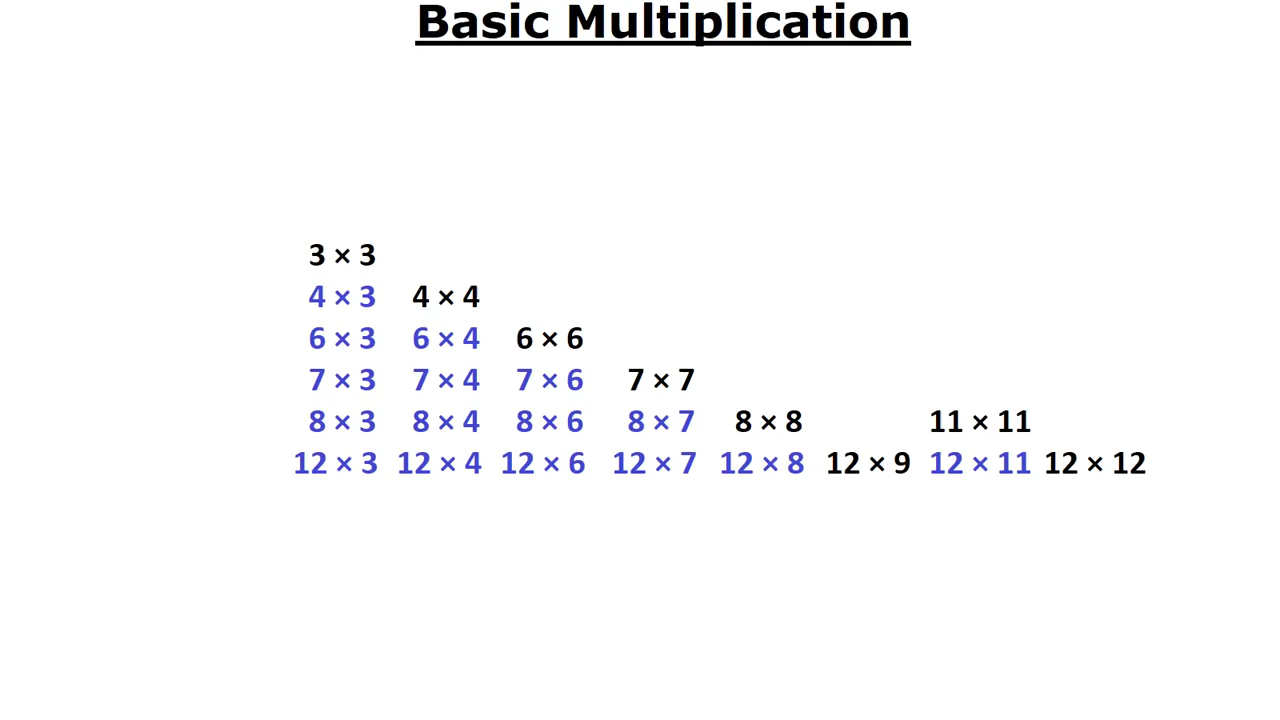 Basic Multiplication
3 × 3
4 × 3 4 × 4
6 × 3 6 × 4 6 × 6
7 × 3 7 × 4 7 × 6 7 × 7
8 × 3 8 × 4 8 × 6 8 × 7 8 × 8 11 × 11
12 × 3 12 × 4 12 × 6 12 × 7 12 × 8 12 × 9 12 × 11 12 × 12